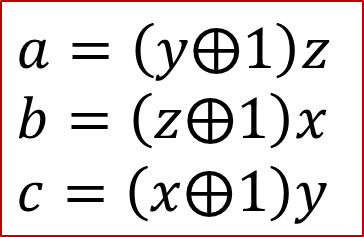 a = (y⊕1)z
b = (z⊕1)x
c = (x⊕1)y